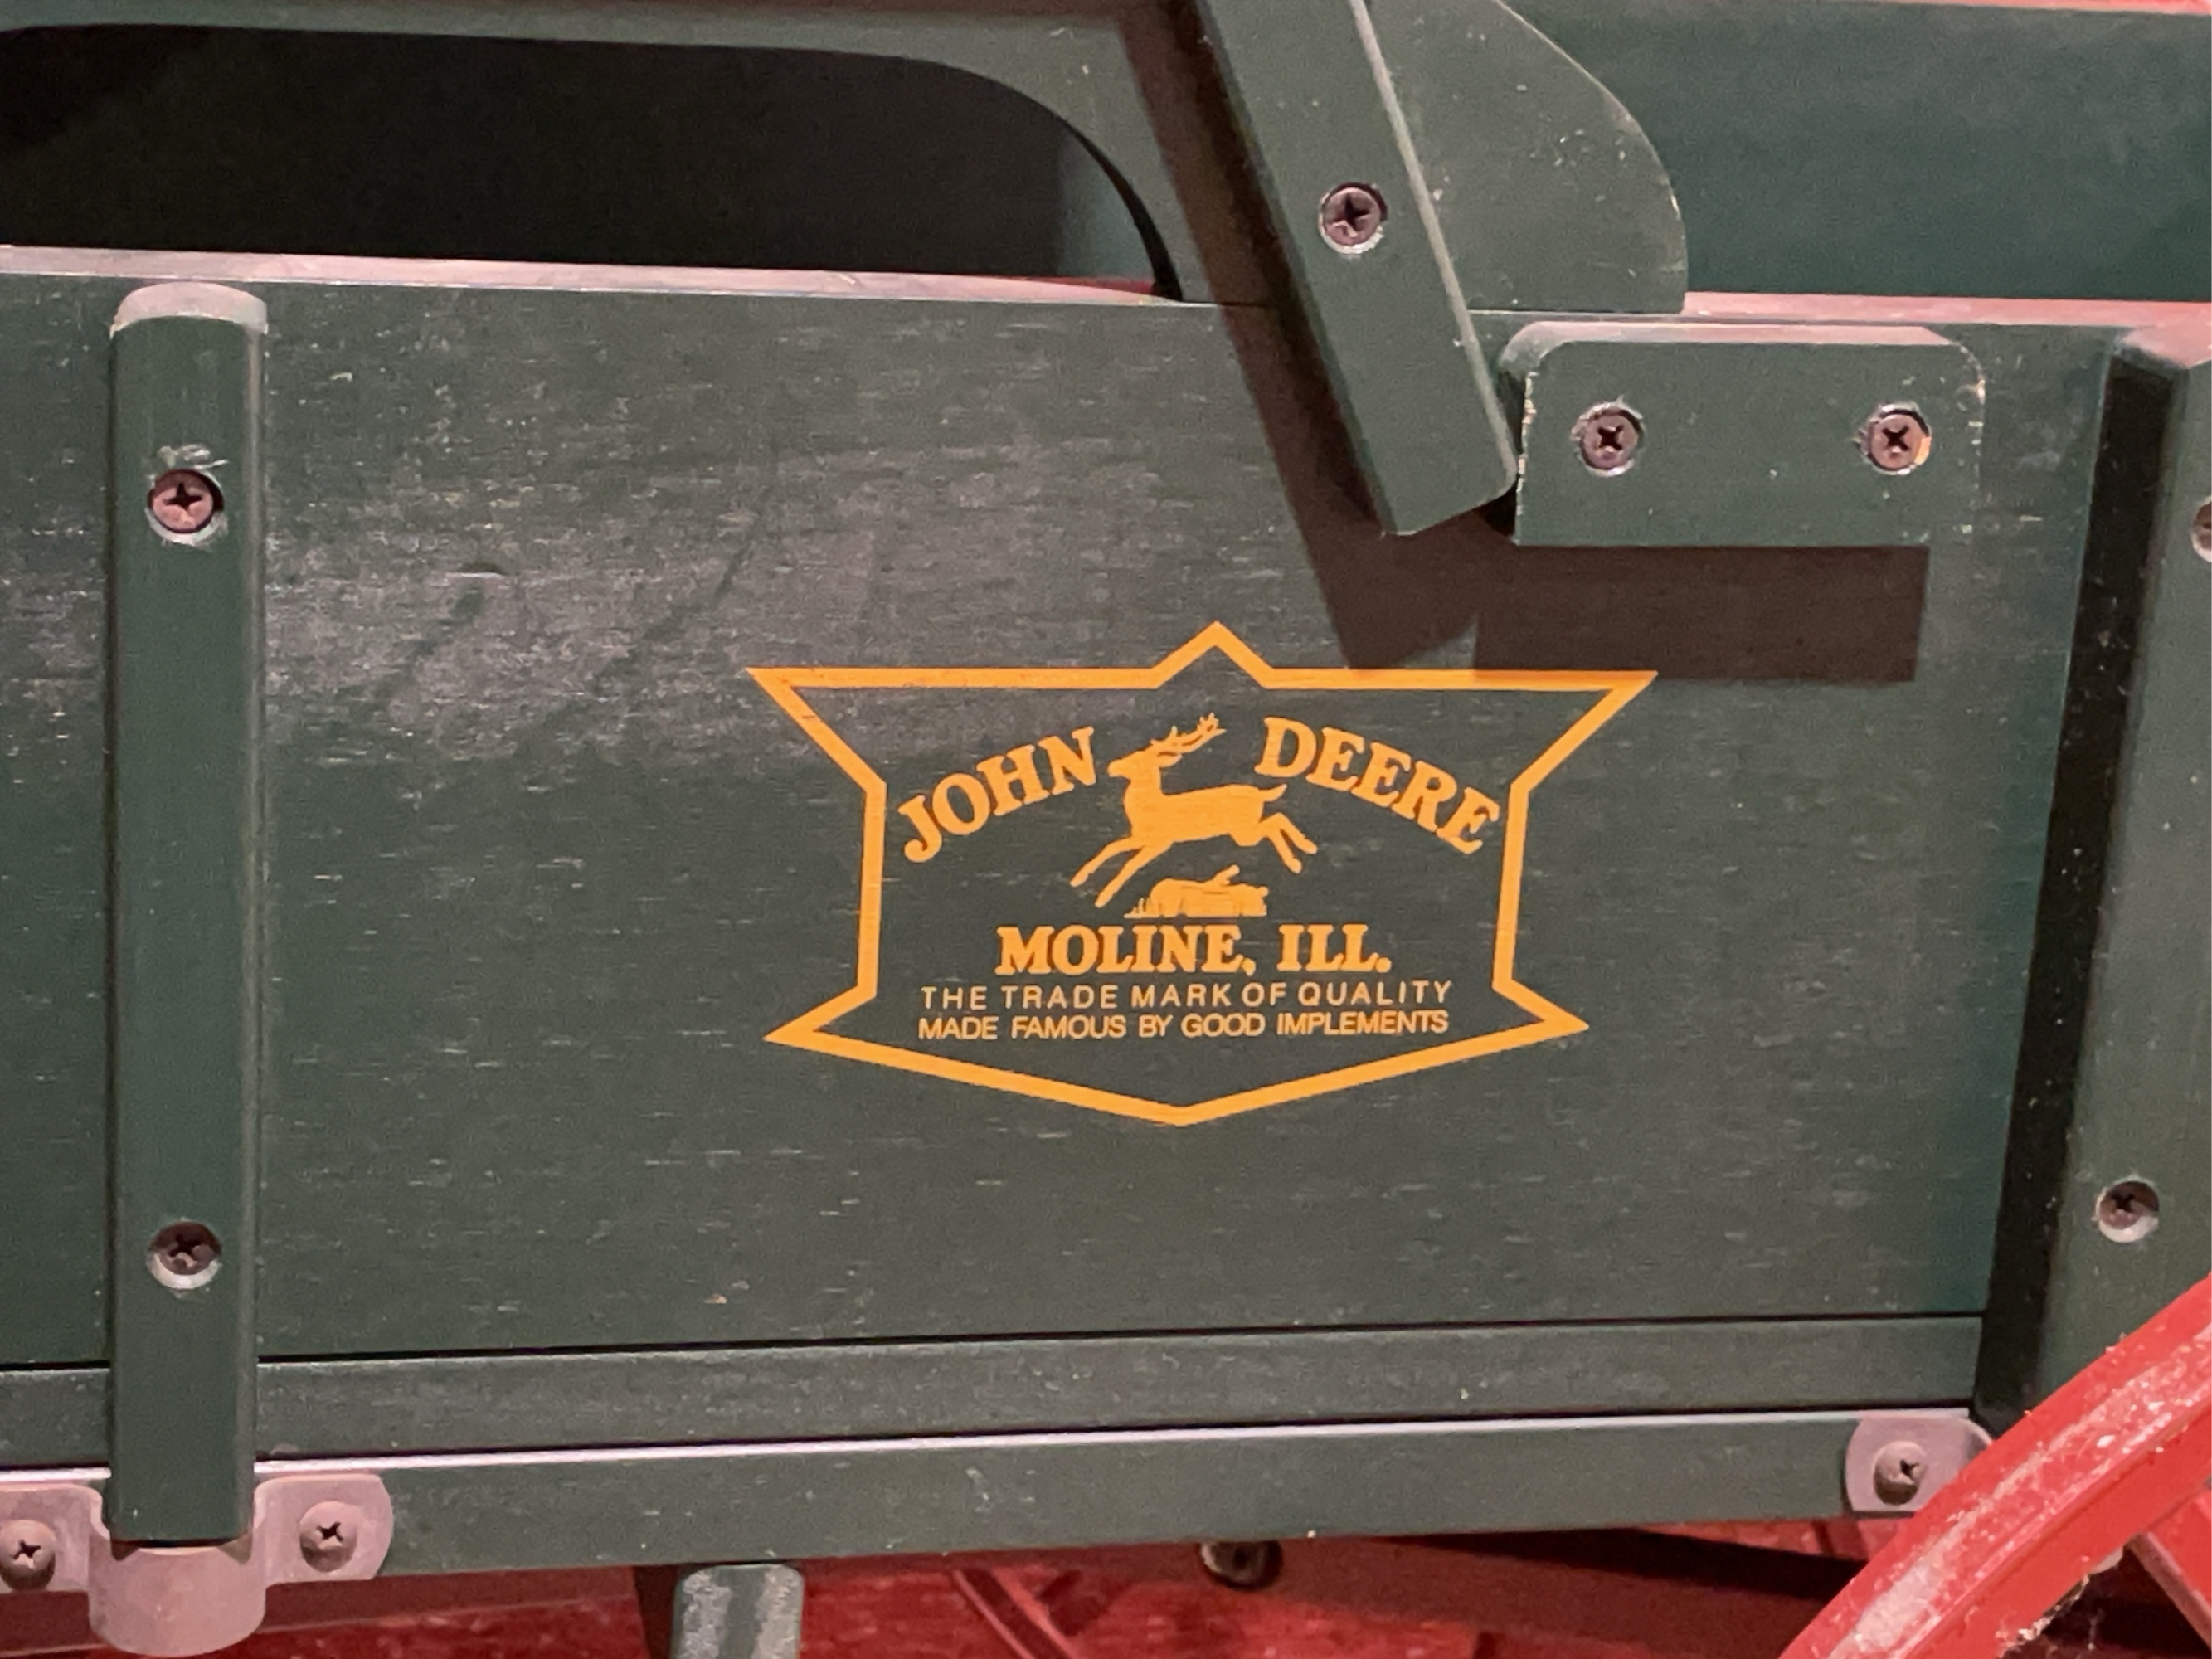 JOHN DEERE
MOLINE, ILL.
THE TRADE MARK OF QUALITY
MADE FAMOUS BY GOOD IMPLEMENTS